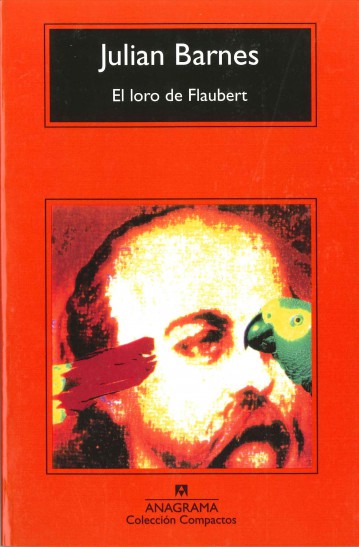 Julian Barnes
El loro de Flaubert
ANAGRAMA
Colección Compactos